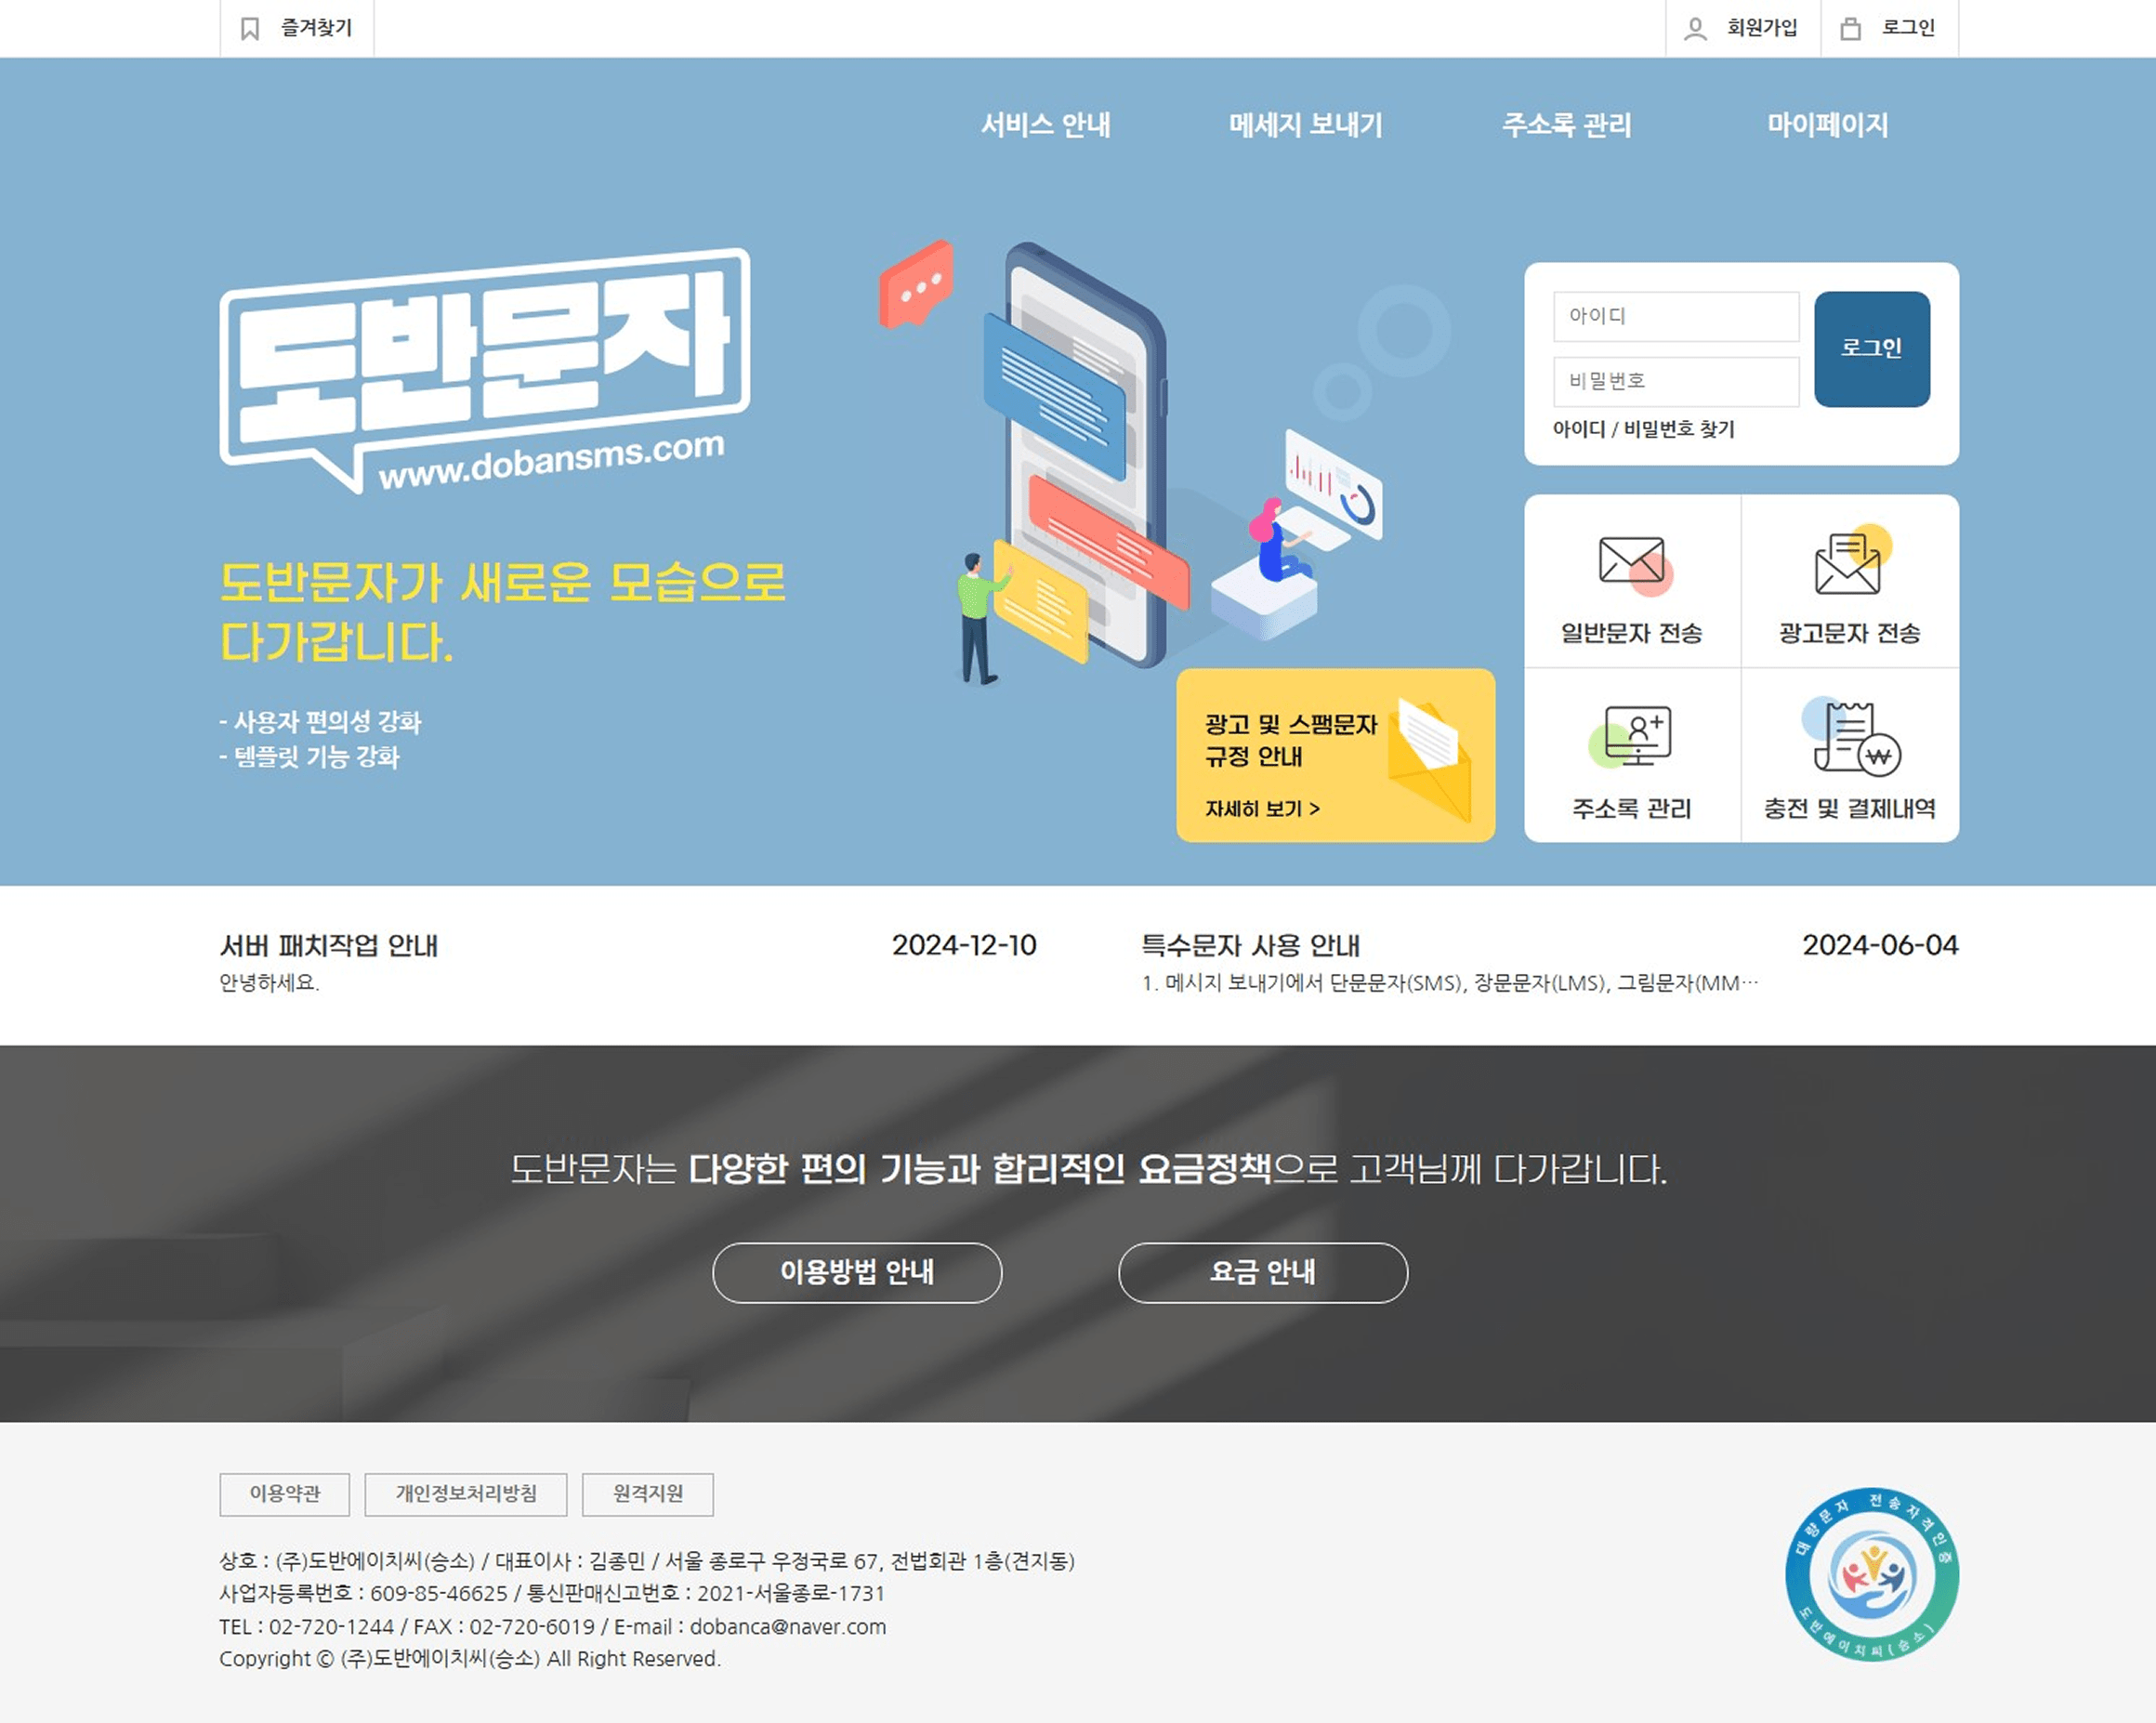 즐겨찾기
회원가입
로그인
서비스 안내
메세지 보내기
주소록 관리
마이페이지
도반문자
www.dobansms.com
도반문자가 새로운 모습으로
다가갑니다.
- 사용자 편의성 강화
- 템플릿 기능 강화
광고 및 스팸문자
규정 안내
자세히 보기 >
아이디
비밀번호
로그인
아이디 / 비밀번호 찾기
일반문자 전송
광고문자 전송
주소록 관리
충전 및 결제내역
서버 패치작업 안내
2024-12-10
안녕하세요.
특수문자 사용 안내
2024-06-04
1. 메시지 보내기에서 단문문자(SMS), 장문문자(LMS), 그림문자(MM…
도반문자는 다양한 편의 기능과 합리적인 요금정책으로 고객님께 다가갑니다.
이용방법 안내
요금 안내
이용약관
개인정보처리방침
원격지원
상호 : (주)도반에이치씨(승소) / 대표이사 : 김종민 / 서울 종로구 우정국로 67, 전법회관 1층(견지동)
사업자등록번호 : 609-85-46625 / 통신판매신고번호 : 2021-서울종로-1731
TEL : 02-720-1244 / FAX : 02-720-6019 / E-mail : dobanca@naver.com
Copyright ⓒ (주)도반에이치씨(승소) All Right Reserved.
대량문자 전송자격인증
도반에이치씨(승소)